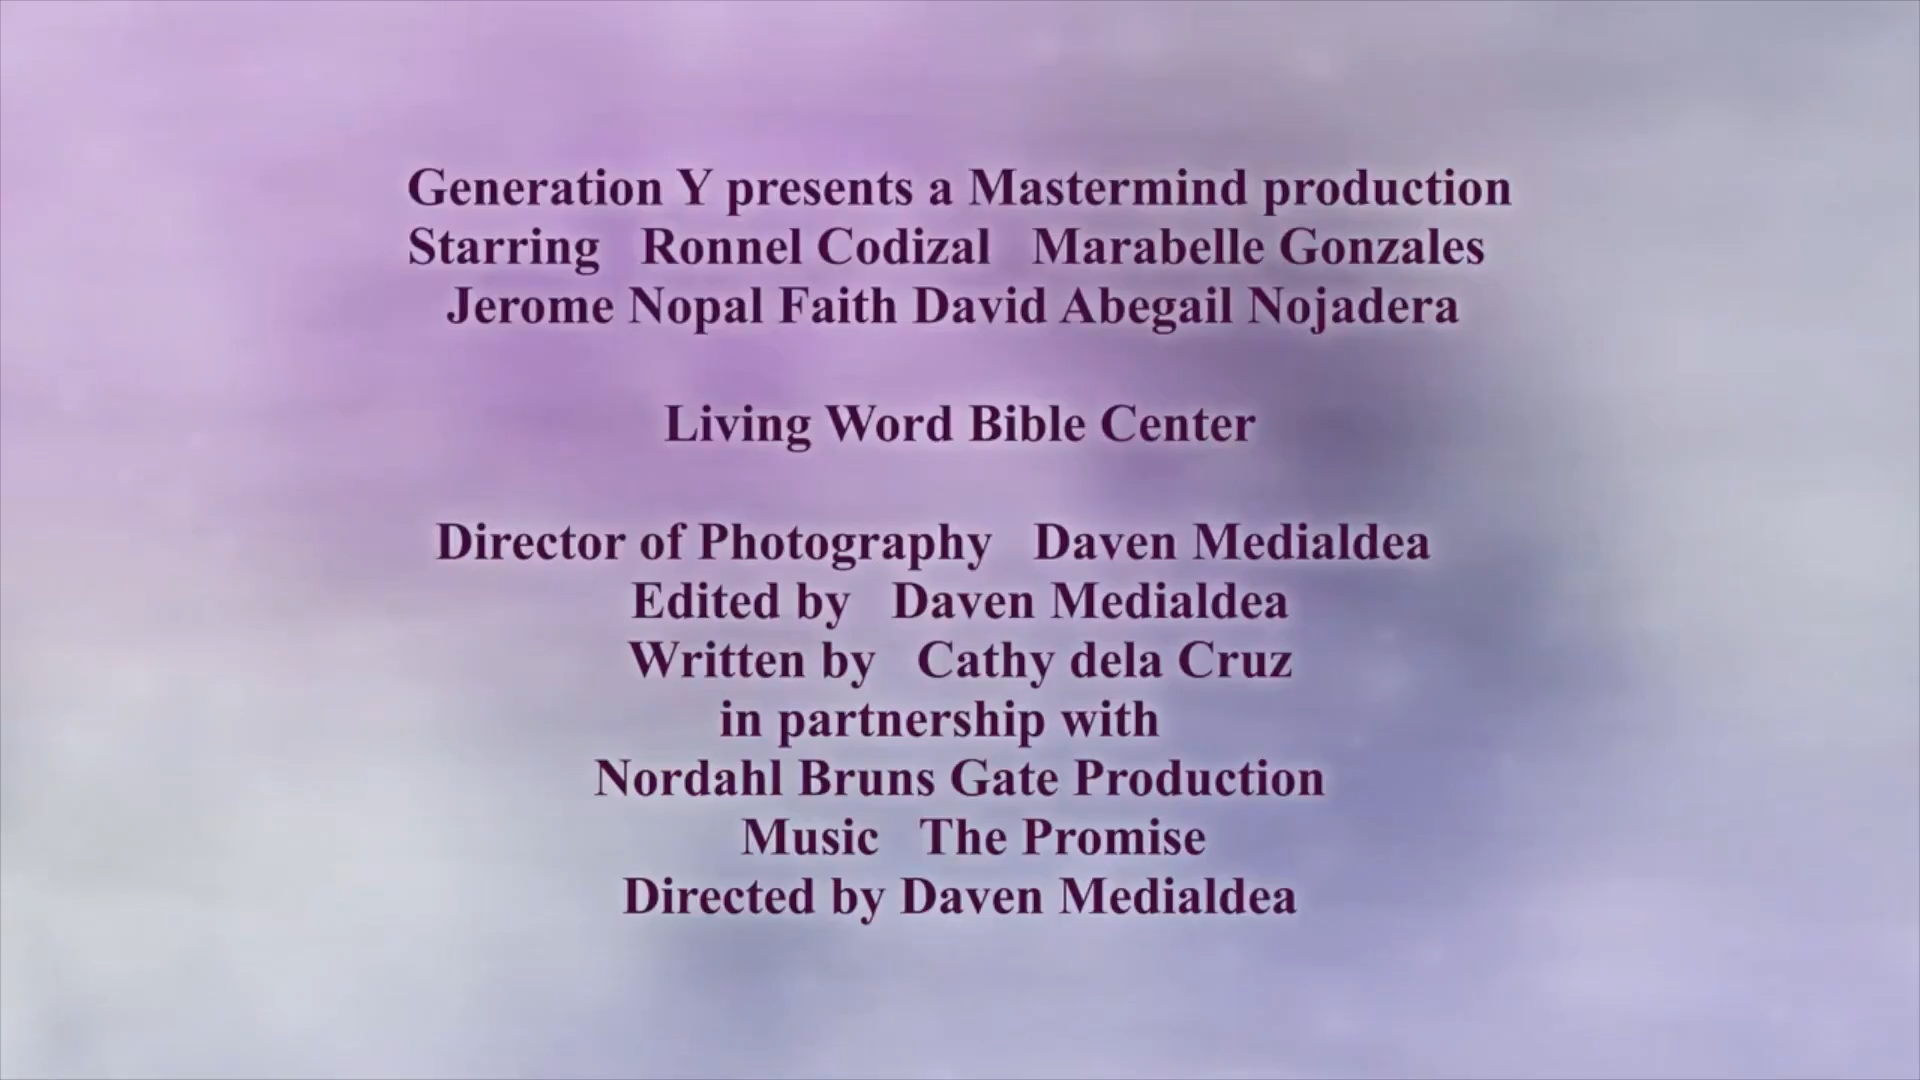 Generation Y presents a Mastermind production
Starring Ronnel Codizal Marabelle Gonzales
Jerome Nopal Faith David Abegail Nojadera
Living Word Bible Center
Director of Photography Daven Medialdea
Edited by Daven Medialdea
Written by Cathy dela Cruz
in partnership with
Nordahl Bruns Gate Production
Music The Promise
Directed by Daven Medialdea